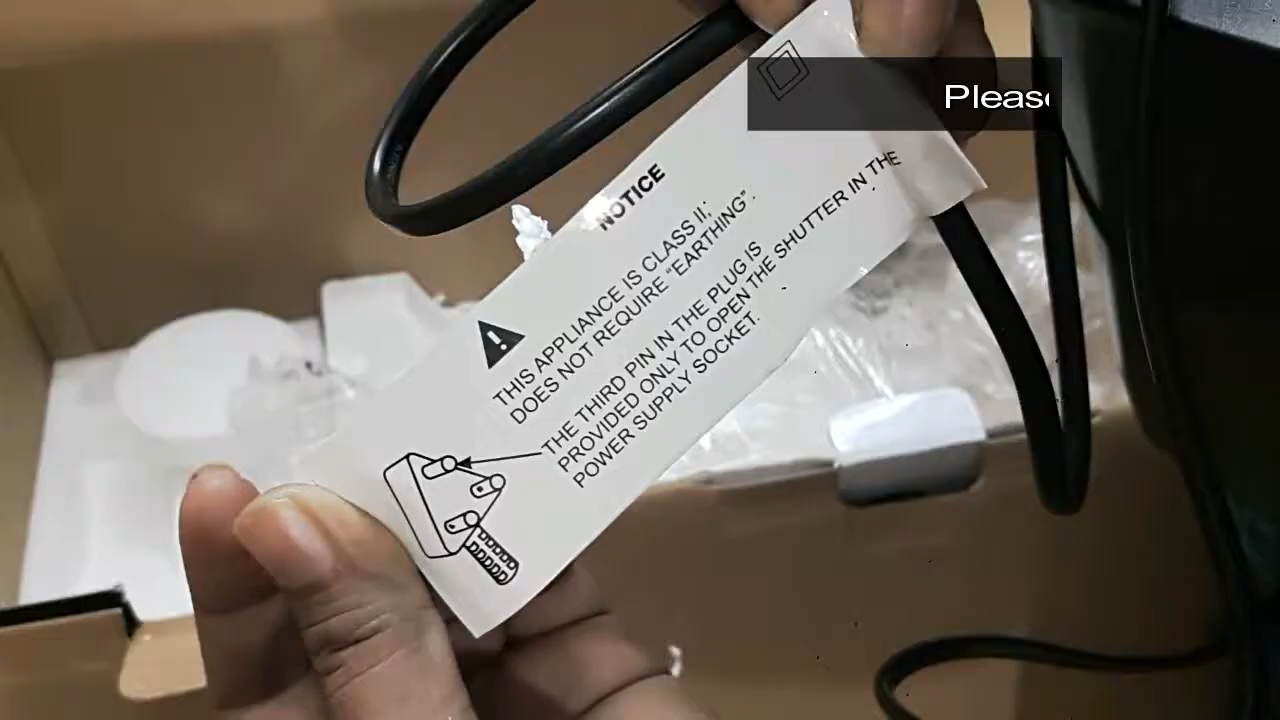 Please
NOTICE
THIS APPLIANCE IS CLASS II;
DOES NOT REQUIRE “EARTHING”.
THE THIRD PIN IN THE PLUG IS
PROVIDED ONLY TO OPEN THE SHUTTER IN THE
POWER SUPPLY SOCKET.